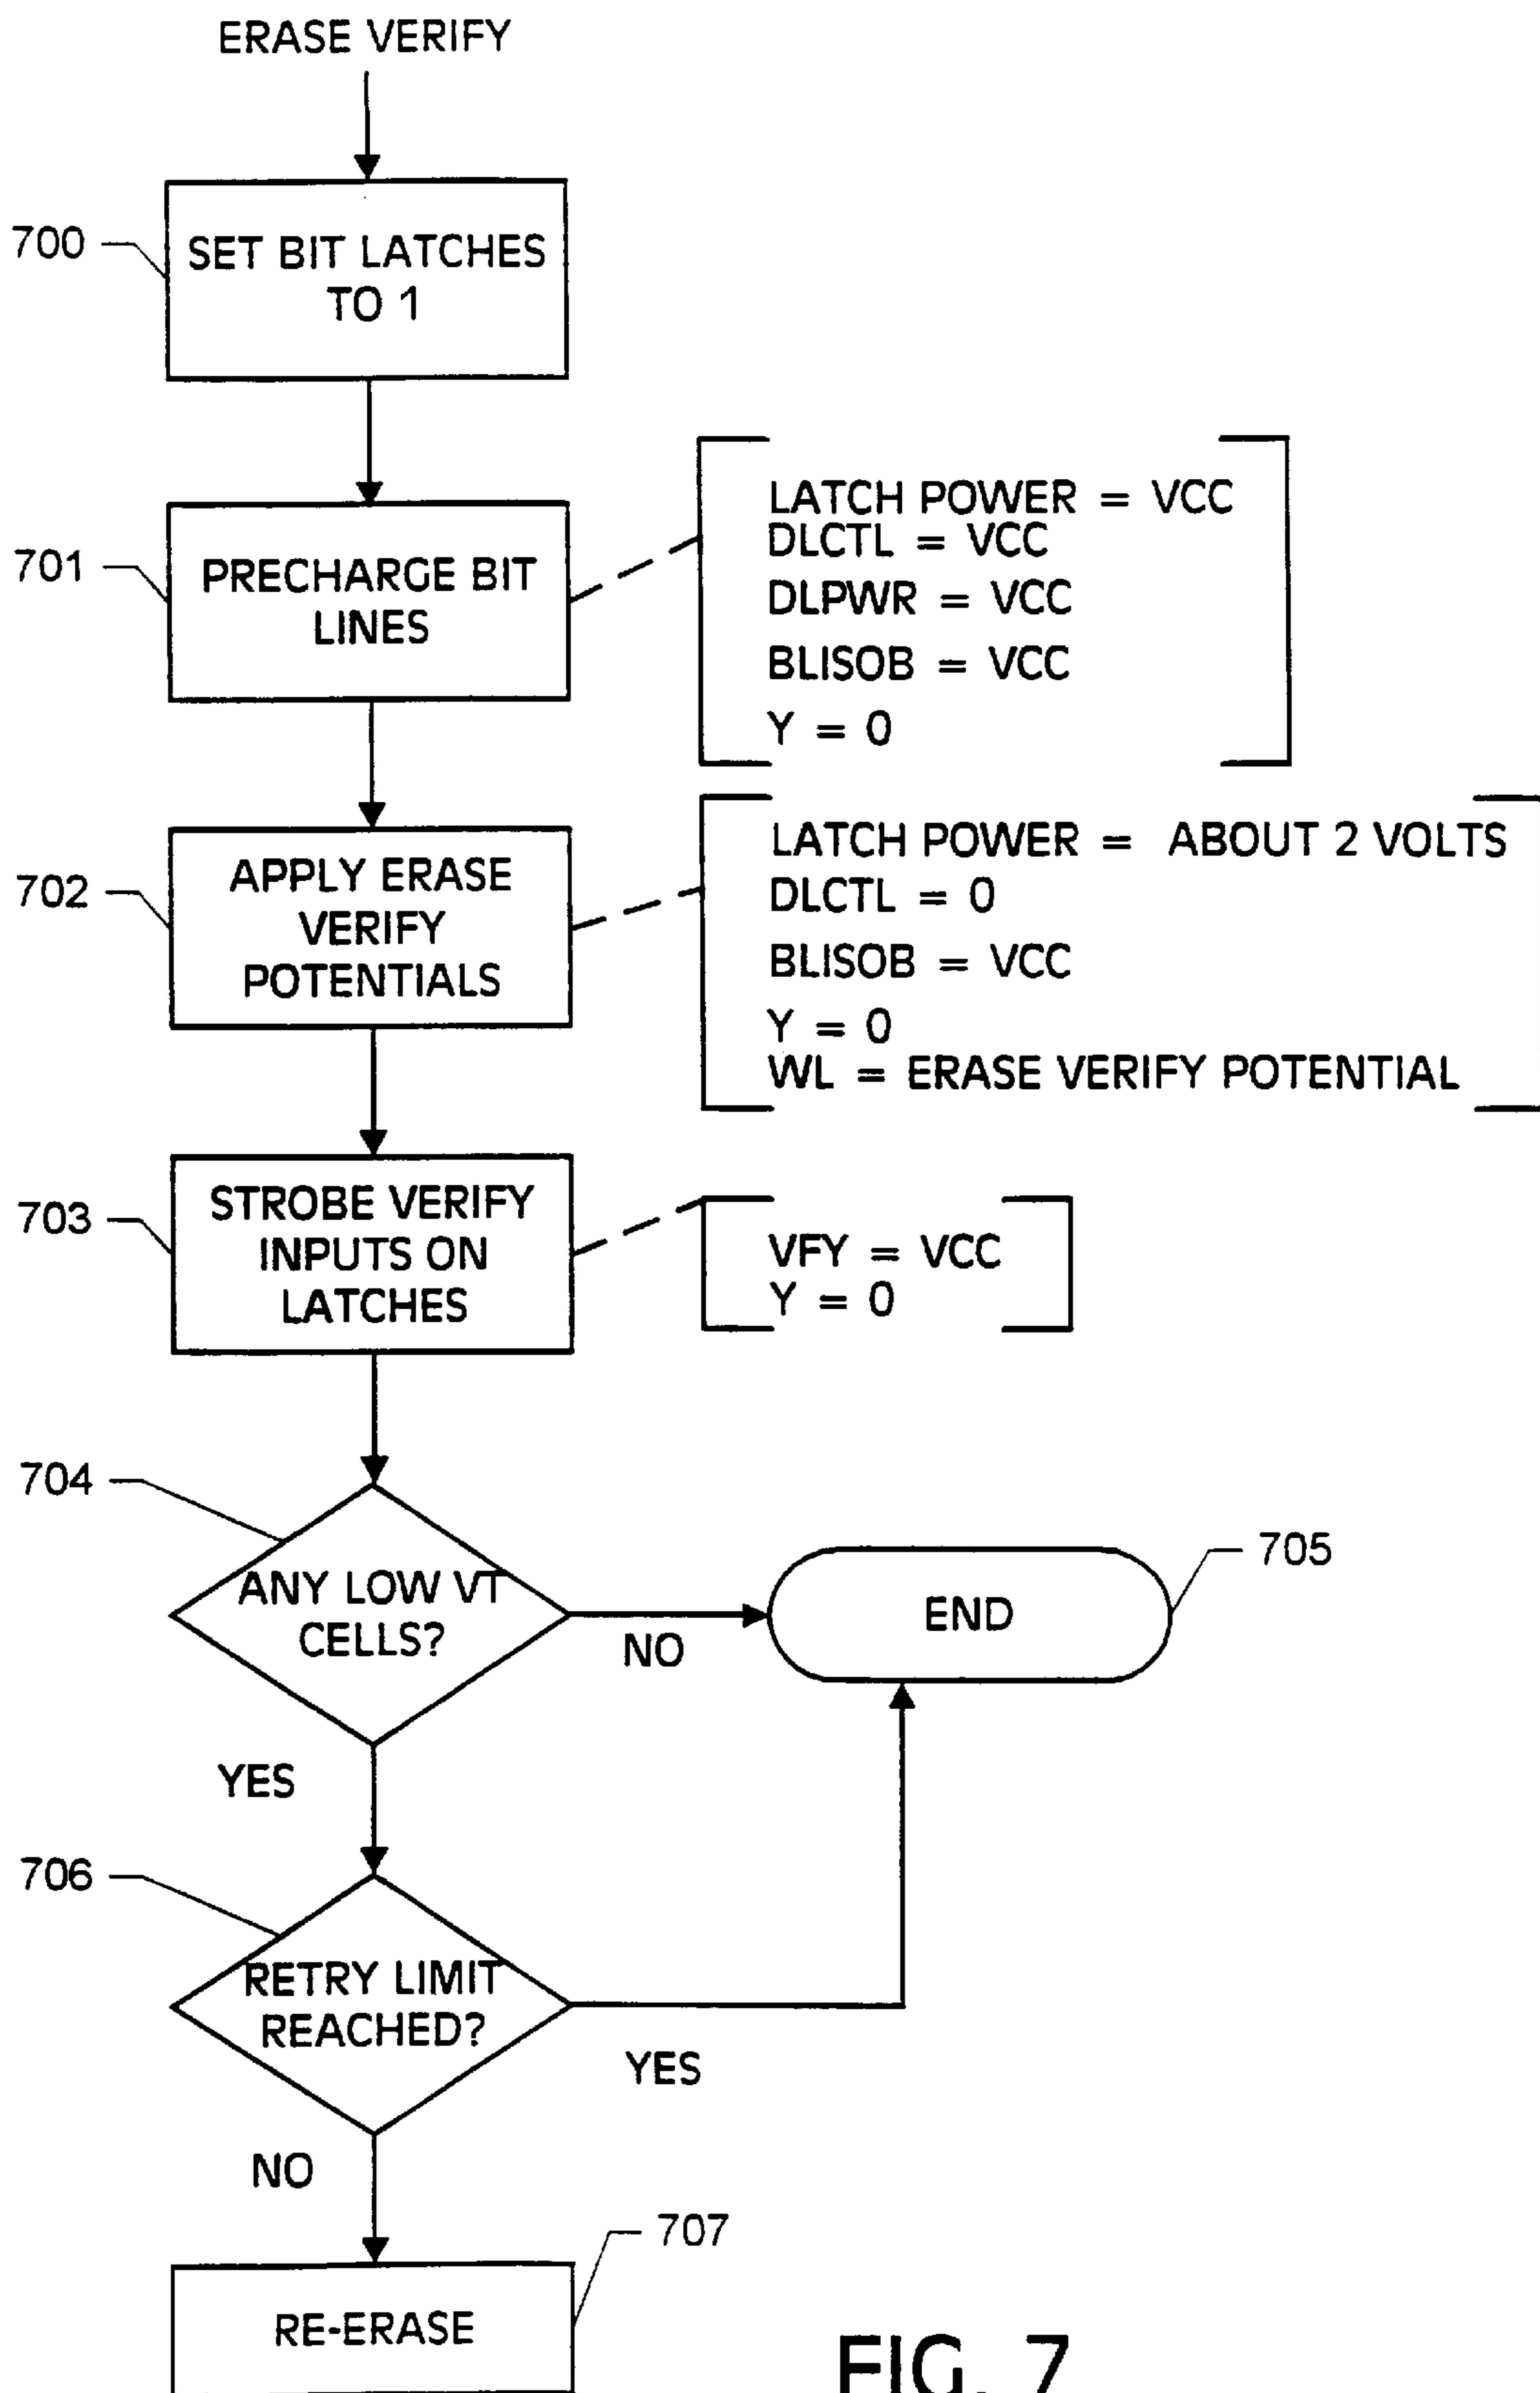 ERASE VERIFY
700
SET BIT LATCHES
TO 1
701
PRECHARGE BIT
LINES
LATCH POWER = VCC
DLCTL = VCC
DLPWR = VCC
BLISOB = VCC
Y = 0
702
APPLY ERASE
VERIFY
POTENTIALS
LATCH POWER = ABOUT 2 VOLTS
DLCTL = 0
BLISOB = VCC
Y = 0
WL = ERASE VERIFY POTENTIAL
703
STROBE VERIFY
INPUTS ON
LATCHES
VFY = VCC
Y = 0
704
ANY LOW VT
CELLS?
NO
END
705
YES
706
RETRY LIMIT
REACHED?
YES
NO
707
RE-ERASE
FIG. 7